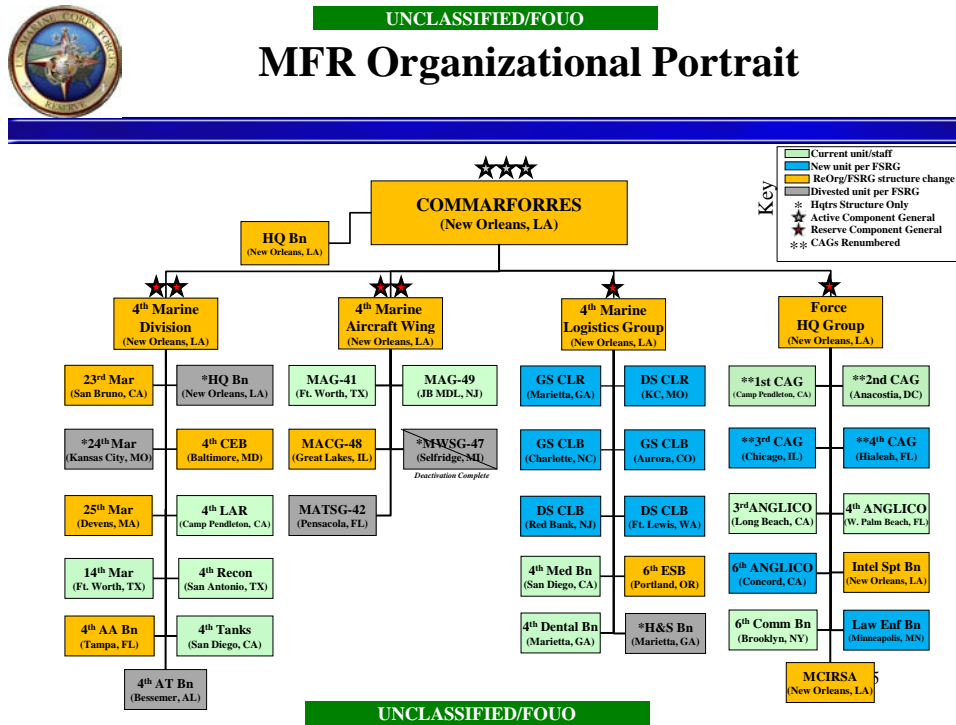 UNCLASSIFIED/FOUO
U.S. MARINE CORPS FORCES
RESERVE
MFR Organizational Portrait
Key
Current unit/staff
New unit per FSRG
ReOrg/FSRG structure change
Divested unit per FSRG
* Hqtrs Structure Only
Active Component General
Reserve Component General
** CAGs Renumbered
COMMARFORRES
(New Orleans, LA)
HQ Bn
(New Orleans, LA)
4th Marine
Division
(New Orleans, LA)
23rd Mar
(San Bruno, CA)
*HQ Bn
(New Orleans, LA)
*24th Mar
(Kansas City, MO)
4th CEB
(Baltimore, MD)
25th Mar
(Devens, MA)
4th LAR
(Camp Pendleton, CA)
14th Mar
(Ft. Worth, TX)
4th Recon
(San Antonio, TX)
4th AA Bn
(Tampa, FL)
4th Tanks
(San Diego, CA)
4th AT Bn
(Bessemer, AL)
4th Marine
Aircraft Wing
(New Orleans, LA)
MAG-41
(Ft. Worth, TX)
MAG-49
(JB MDL, NJ)
MACG-48
(Great Lakes, IL)
*MWSG-47
(Selfridge, MI)
Deactivation Complete
MATSG-42
(Pensacola, FL)
4th Marine
Logistics Group
(New Orleans, LA)
GS CLR
(Marietta, GA)
DS CLR
(KC, MO)
GS CLB
(Charlotte, NC)
GS CLB
(Aurora, CO)
DS CLB
(Red Bank, NJ)
DS CLB
(Ft. Lewis, WA)
4th Med Bn
(San Diego, CA)
6th ESB
(Portland, OR)
4th Dental Bn
(Marietta, GA)
*H&S Bn
(Marietta, GA)
Force
HQ Group
(New Orleans, LA)
**1st CAG
(Camp Pendleton, CA)
**2nd CAG
(Anacostia, DC)
**3rd CAG
(Chicago, IL)
**4th CAG
(Hialeah, FL)
3rd ANGLICO
(Long Beach, CA)
4th ANGLICO
(W. Palm Beach, FL)
6th ANGLICO
(Concord, CA)
Intel Spt Bn
(New Orleans, LA)
6th Comm Bn
(Brooklyn, NY)
Law Enf Bn
(Minneapolis, MN)
MCIRSA
(New Orleans, LA)
5
UNCLASSIFIED/FOUO